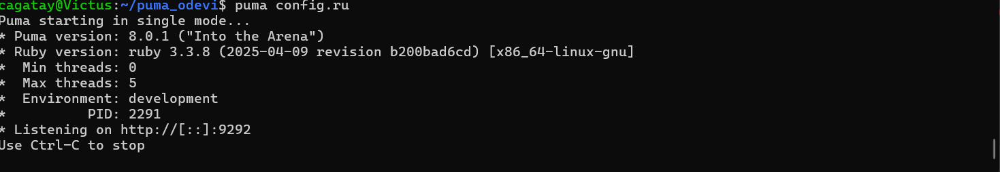 cagatay@Victus:~/puma_odevi$ puma config.ru
Puma starting in single mode...
* Puma version: 8.0.1 ("Into the Arena")
* Ruby version: ruby 3.3.8 (2025-04-09 revision b200bad6cd) [x86_64-linux-gnu]
*  Min threads: 0
*  Max threads: 5
*  Environment: development
*          PID: 2291
* Listening on http://[::]:9292
Use Ctrl-C to stop